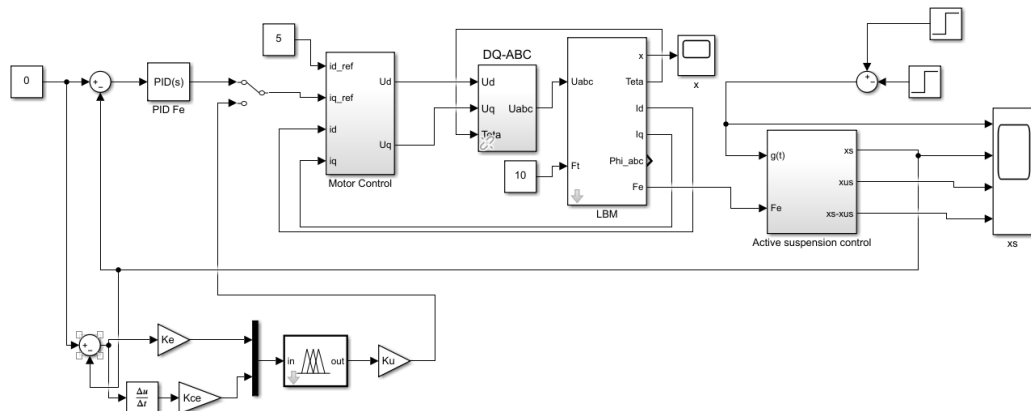 0
+
−
PID(s)
PID Fe
5
id_ref
iq_ref
id
iq
Ud
Uq
Motor Control
DQ-ABC
Ud
Uq
Teta
Uabc
10
Uabc
Ft
x
Teta
Id
Iq
Phi_abc
Fe
LBM
x
+
−
g(t)
Fe
xs
xus
xs-xus
Active suspension control
xs
+
−
Ke
Δu
Δt
Kce
in
out
Ku